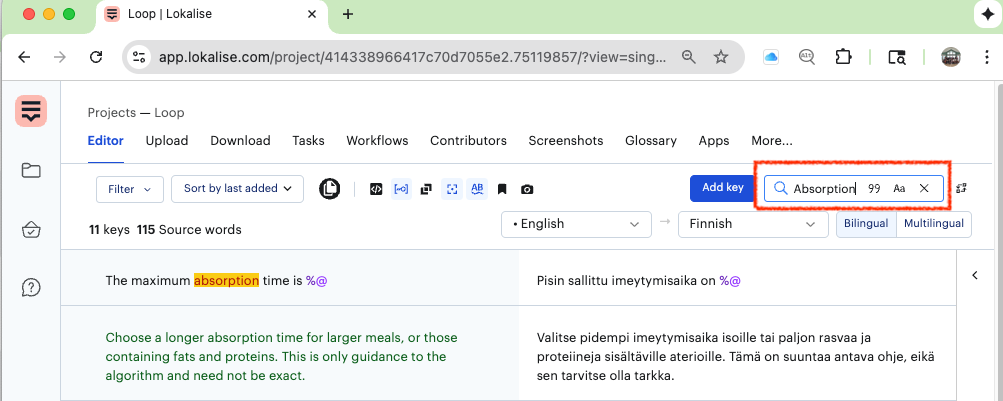 Loop | Lokalise
app.lokalise.com/project/414338966417c70d7055e2.75119857/?view=sing...
Projects — Loop
Editor Upload Download Tasks Workflows Contributors Screenshots Glossary Apps More...
Filter Sort by last added Add key Absorption 99 Aa
11 keys 115 Source words • English → Finnish Bilingual Multilingual
The maximum absorption time is %@
Pisin sallittu imeytymisaika on %@
Choose a longer absorption time for larger meals, or those
containing fats and proteins. This is only guidance to the
algorithm and need not be exact.
Valitse pidempi imeytymisaika isoille tai paljon rasvaa ja
proteiineja sisältäville aterioille. Tämä on suuntaa antava ohje, eikä
sen tarvitse olla tarkka.